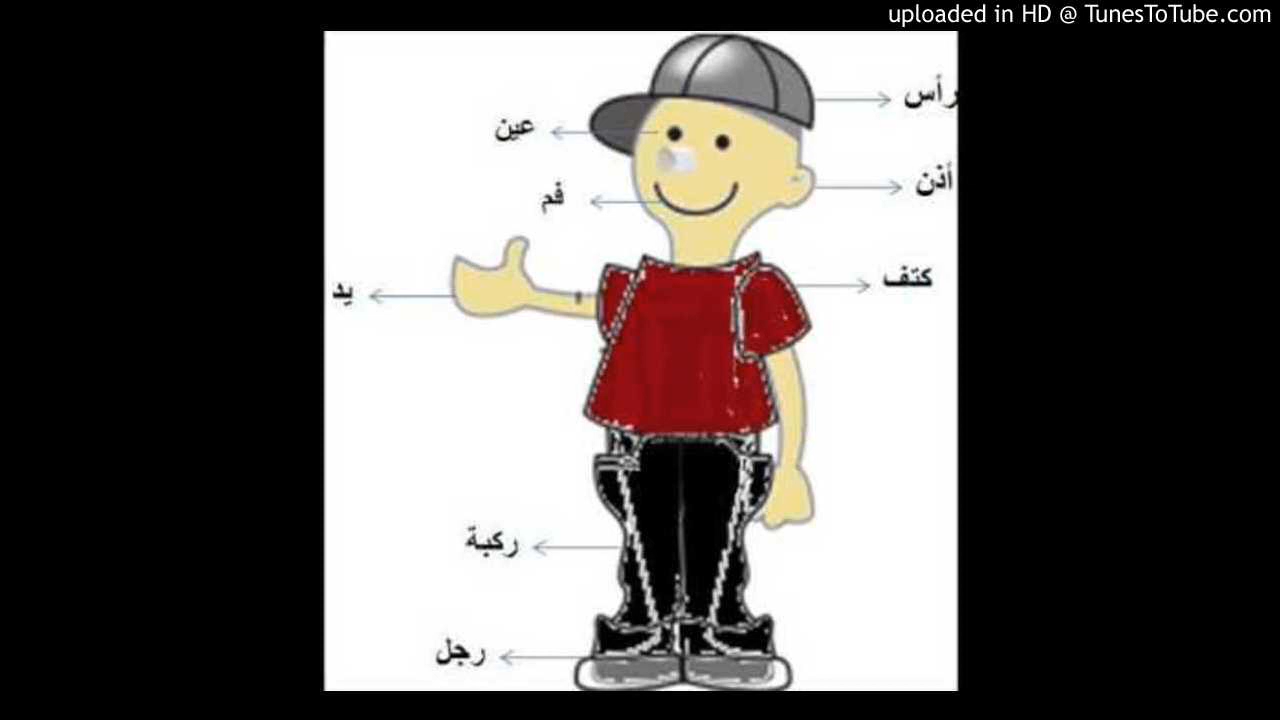 uploaded in HD @ TunesToTube.com
رأس
عين
أذن
فم
كتف
يد
ركبة
رجل